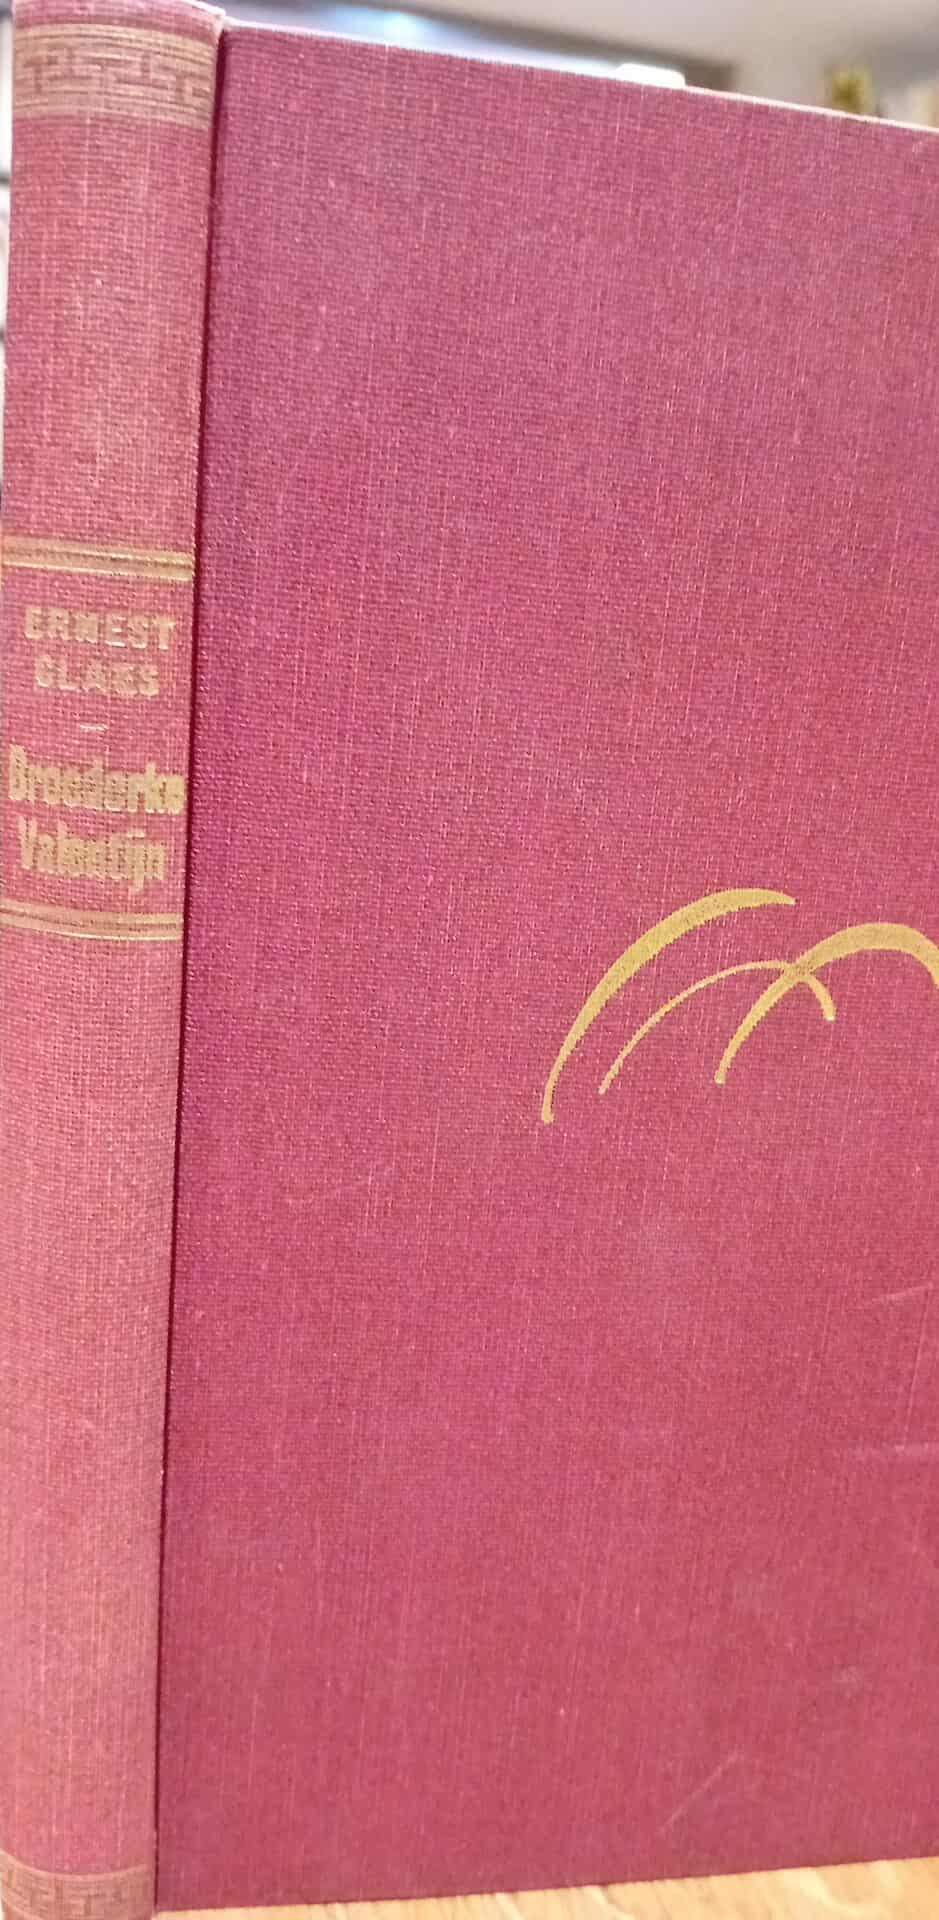 ERNEST
CLAES
Broederke
Valentijn